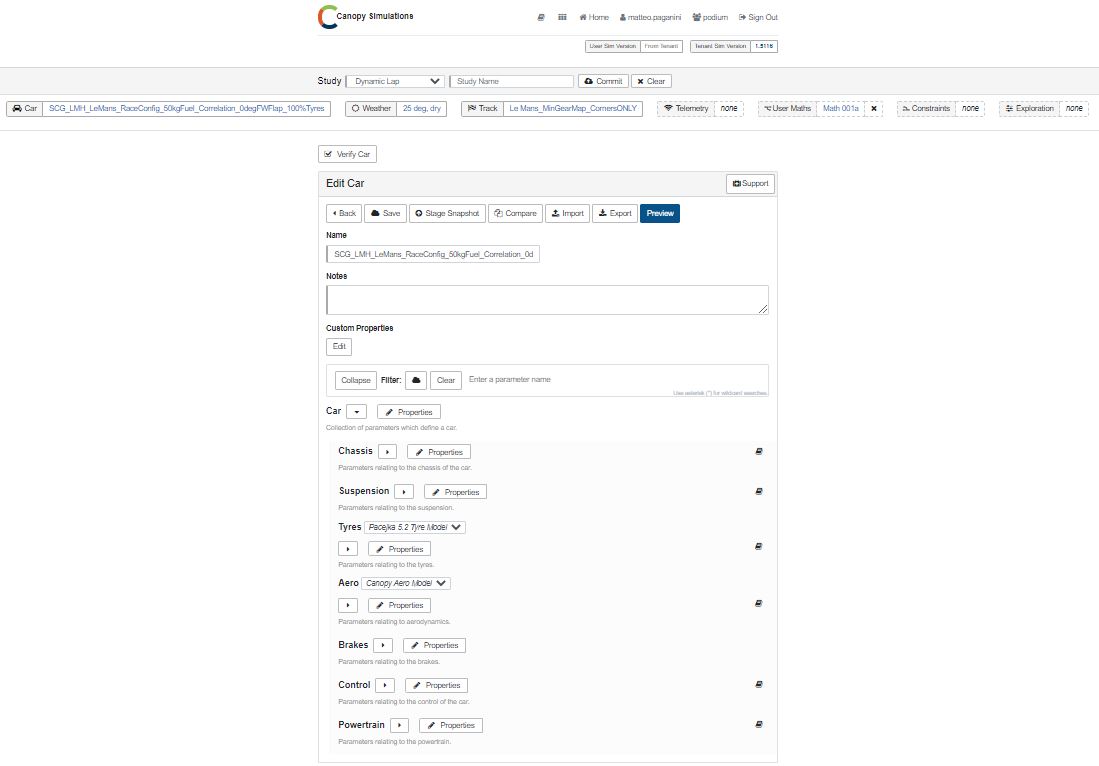 Canopy Simulations
Home matteo.paganini podium Sign Out
User Sim Version From Tenant Tenant Sim Version 1.5116
Study Dynamic Lap Study Name Commit Clear
Car SCG_LMH_LeMans_RaceConfig_50kgFuel_Correlation_0degFWFlap_100%Tyres Weather 25 deg, dry Track Le Mans_MinGearMap_CornersONLY Telemetry none User Maths Math 001a Constraints none Exploration none
Verify Car
Edit Car Support
Back Save Stage Snapshot Compare Import Export Preview
Name
SCG_LMH_LeMans_RaceConfig_50kgFuel_Correlation_0d
Notes
Custom Properties
Edit
Collapse Filter: Clear Enter a parameter name
Use asterisk (*) for wildcard searches.
Car Properties
Collection of parameters which define a car.
Chassis Properties
Parameters relating to the chassis of the car.
Suspension Properties
Parameters relating to the suspension.
Tyres Pacejka 5.2 Tyre Model
Properties
Parameters relating to the tyres.
Aero Canopy Aero Model
Properties
Parameters relating to aerodynamics.
Brakes Properties
Parameters relating to the brakes.
Control Properties
Parameters relating to the control of the car.
Powertrain Properties
Parameters relating to the powertrain.